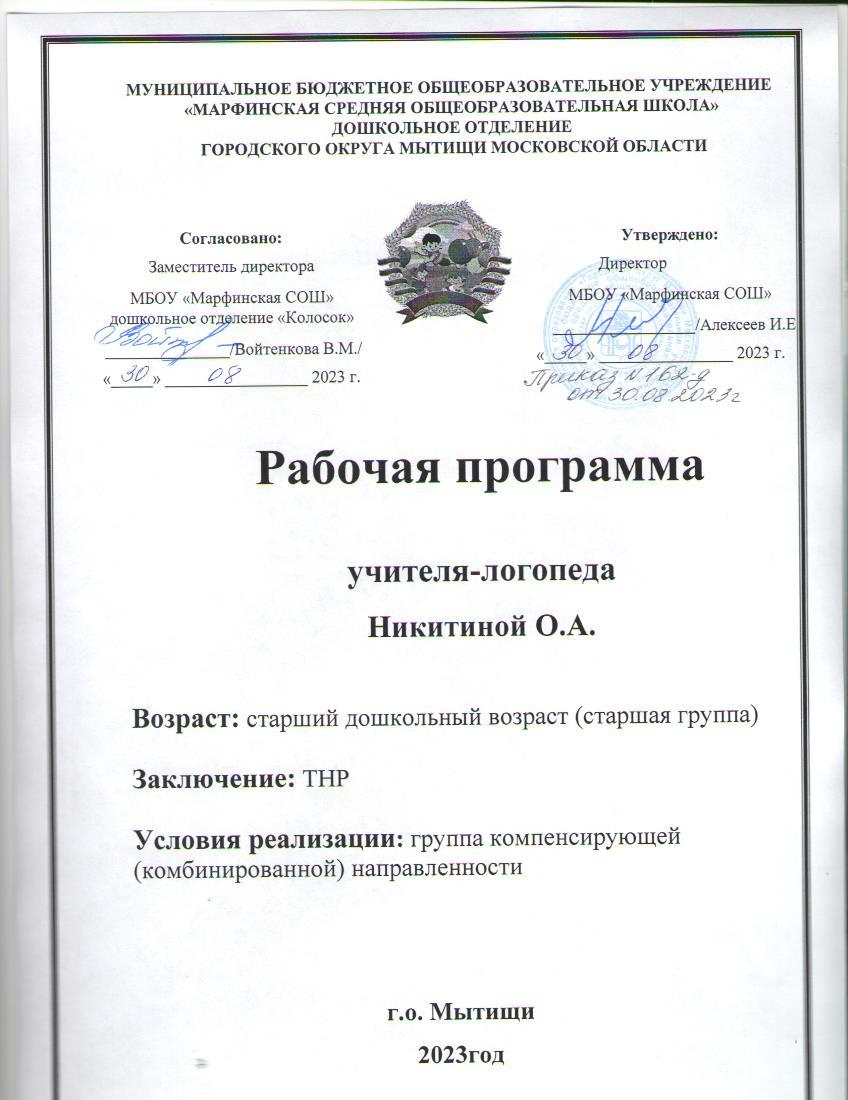 МУНИЦИПАЛЬНОЕ БЮДЖЕТНОЕ ОБЩЕОБРАЗОВАТЕЛЬНОЕ УЧРЕЖДЕНИЕ
«МАРФИНСКАЯ СРЕДНЯЯ ОБЩЕОБРАЗОВАТЕЛЬНАЯ ШКОЛА»
ДОШКОЛЬНОЕ ОТДЕЛЕНИЕ
ГОРОДСКОГО ОКРУГА МЫТИЩИ МОСКОВСКОЙ ОБЛАСТИ
Согласовано:
Заместитель директора
МБОУ «Марфинская СОШ»
дошкольное отделение «Колосок»
/Войтенкова В.М./
«30» 08 2023 г.
Утверждено:
Директор
МБОУ «Марфинская СОШ»
/Алексеев И.Е
«30» 08 2023 г.
Приказ №162-д
от 30.08.2023г
Рабочая программа
учителя-логопеда
Никитиной О.А.
Возраст: старший дошкольный возраст (старшая группа)
Заключение: ТНР
Условия реализации: группа компенсирующей
(комбинированной) направленности
г.о. Мытищи
2023год